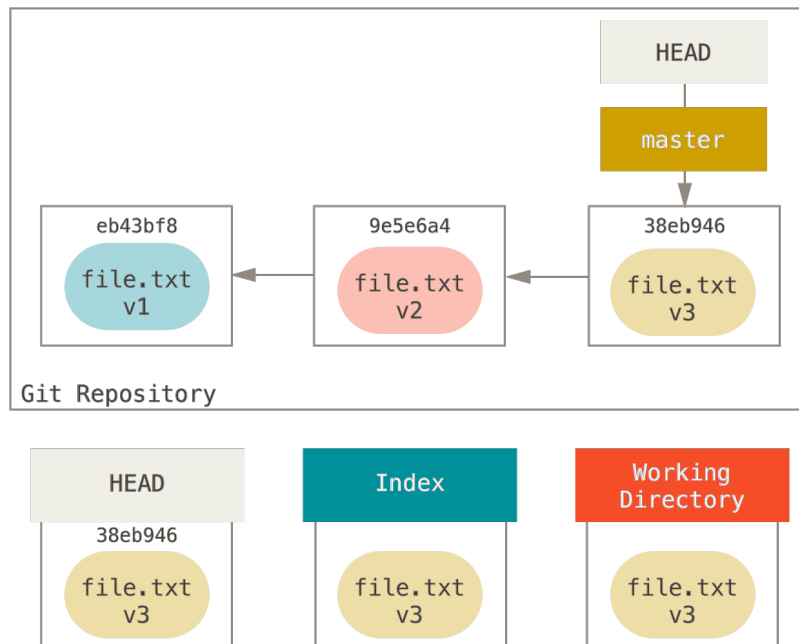 HEAD
master
eb43bf8
file.txt
v1
9e5e6a4
file.txt
v2
38eb946
file.txt
v3
Git Repository
HEAD
38eb946
file.txt
v3
Index
file.txt
v3
Working
Directory
file.txt
v3